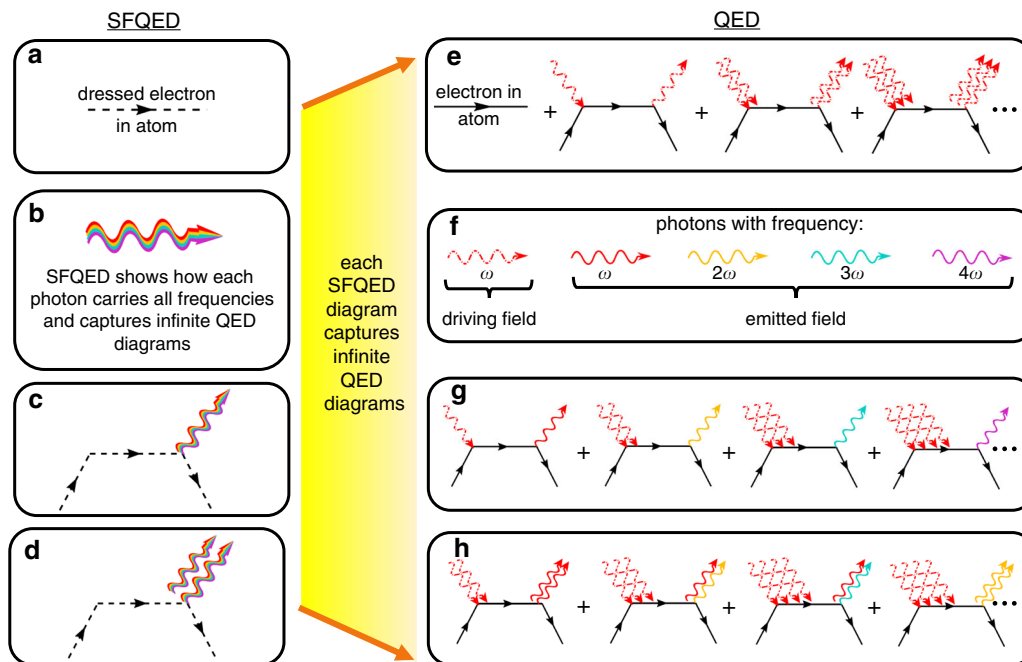 SFQED
QED
a
dressed electron
in atom
b
SFQED shows how each
photon carries all frequencies
and captures infinite QED
diagrams
c
d
each
SFQED
diagram
captures
infinite
QED
diagrams
e
electron in
atom
+ + + •••
f
photons with frequency:
ω ω 2ω 3ω 4ω
driving field emitted field
g
+ + + •••
h
+ + + •••